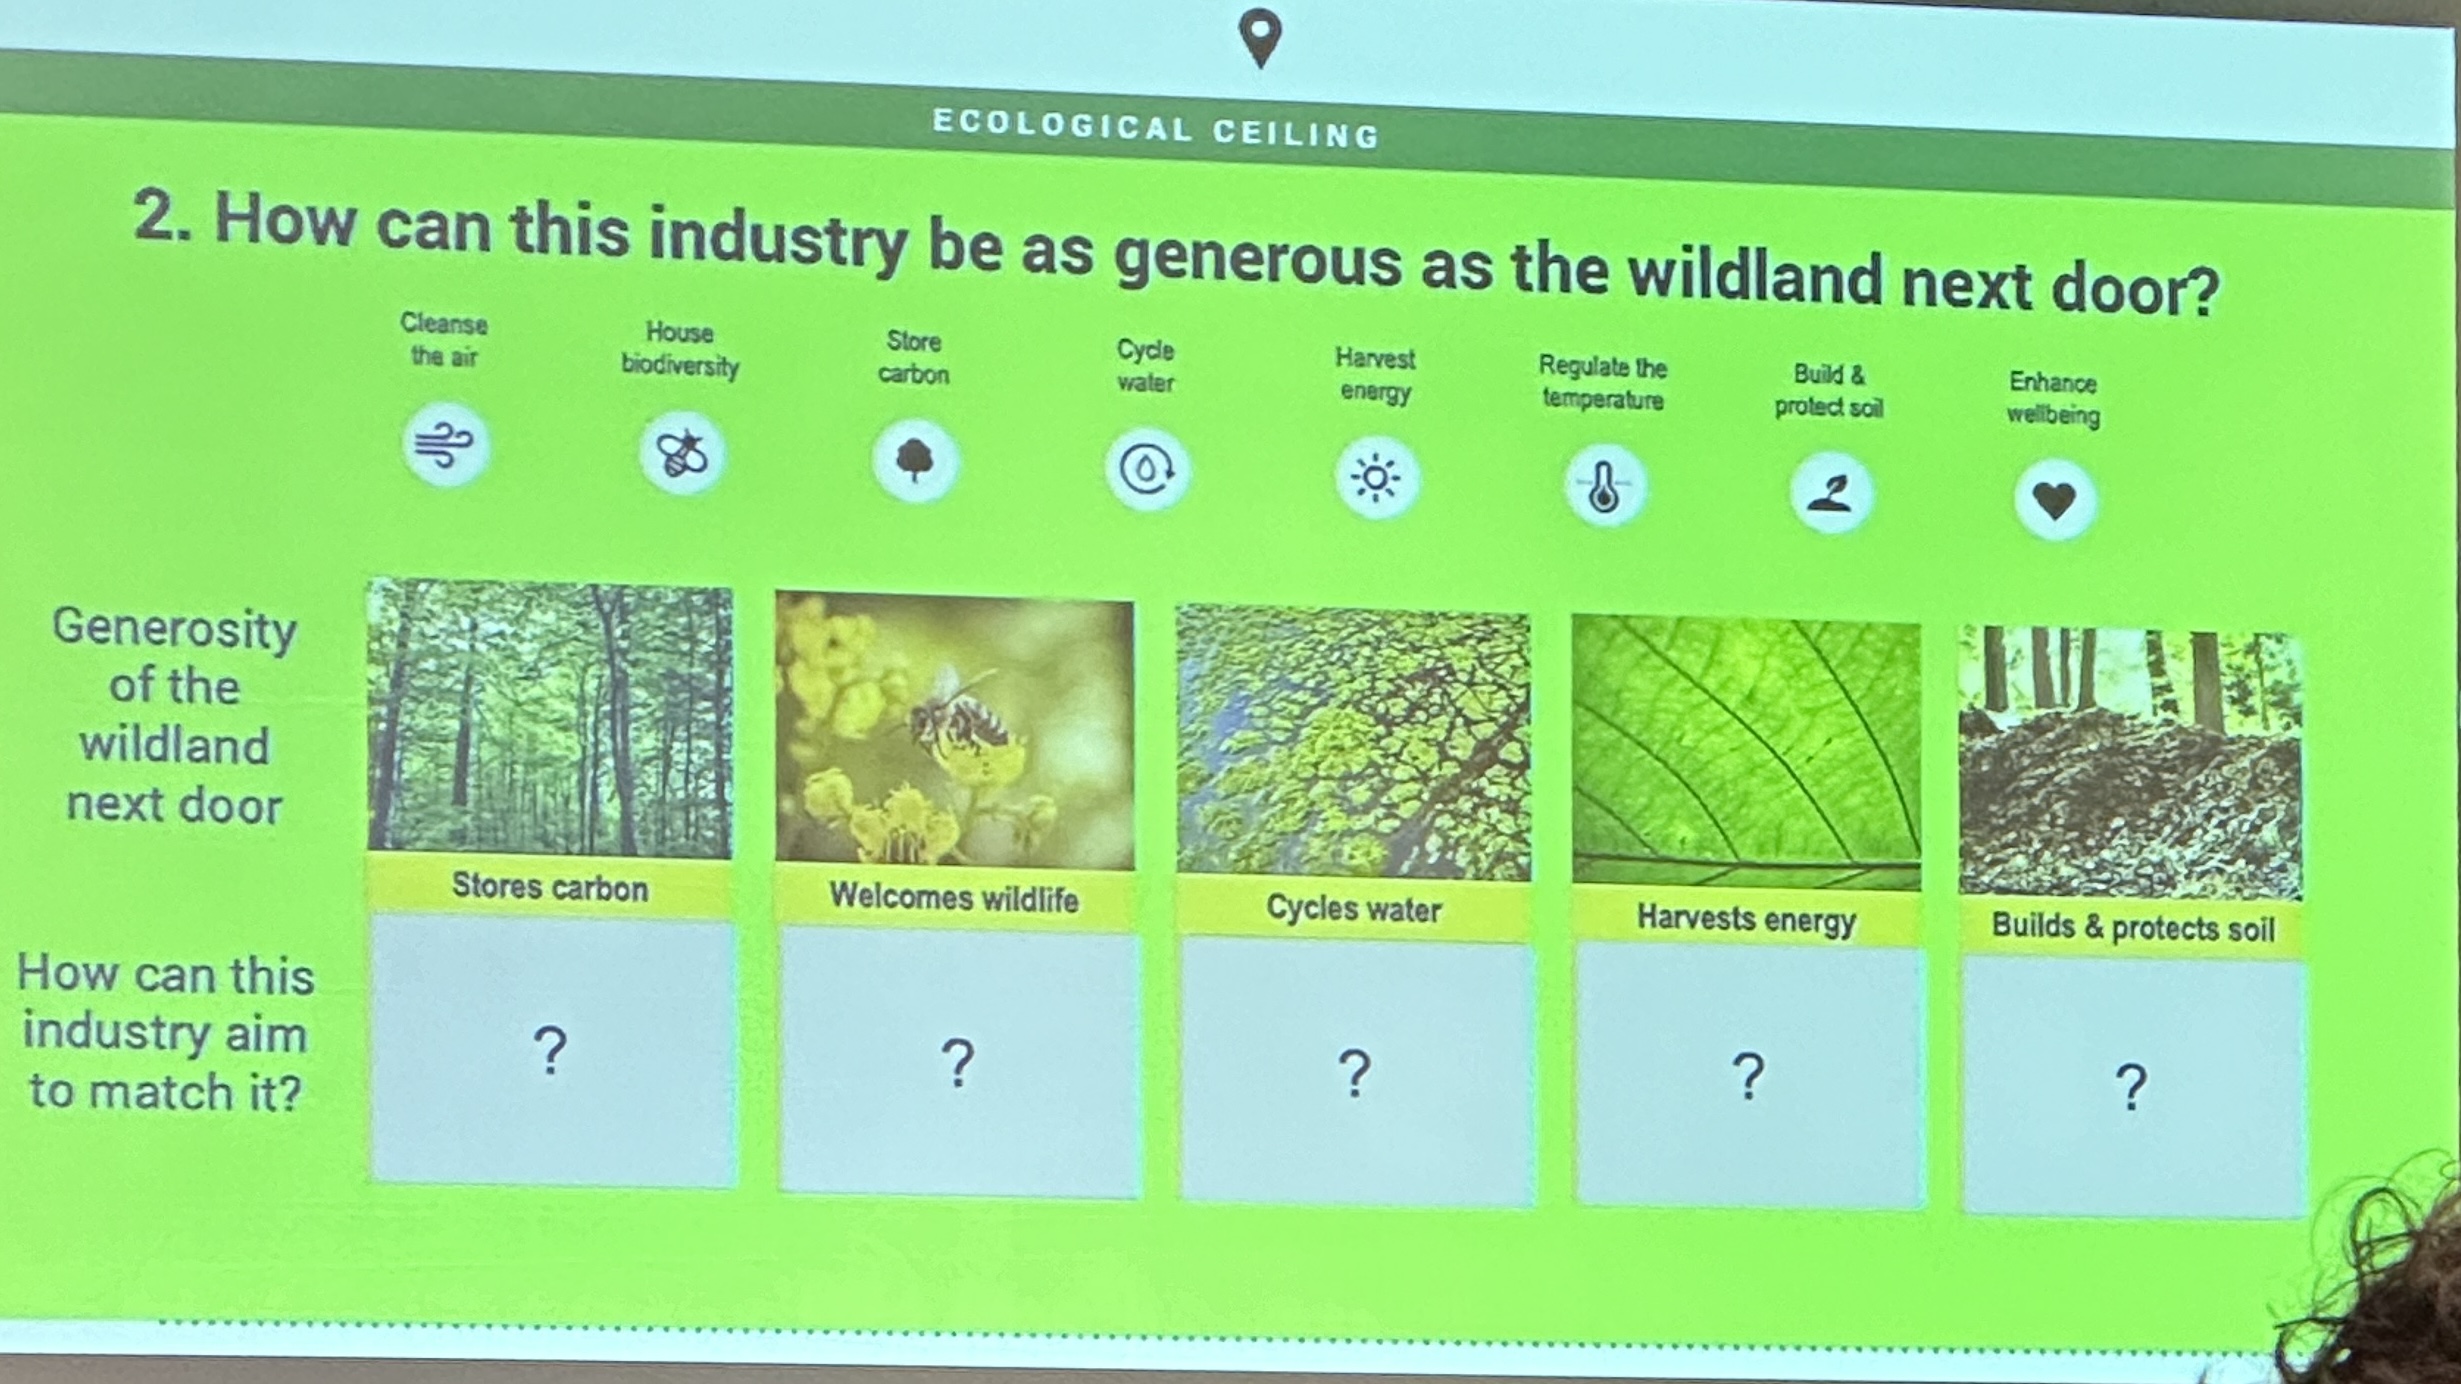 ECOLOGICAL CEILING
2. How can this industry be as generous as the wildland next door?
Cleanse
the air
House
biodiversity
Store
carbon
Cycle
water
Harvest
energy
Regulate the
temperature
Build &
protect soil
Enhance
wellbeing
Generosity
of the
wildland
next door
Stores carbon
Welcomes wildlife
Cycles water
Harvests energy
Builds & protects soil
How can this
industry aim
to match it?
?
?
?
?
?